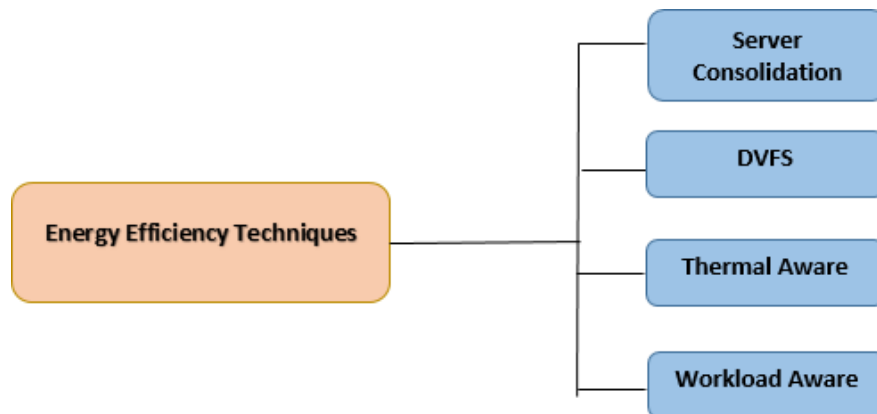 Server
Consolidation
DVFS
Energy Efficiency Techniques
Thermal Aware
Workload Aware